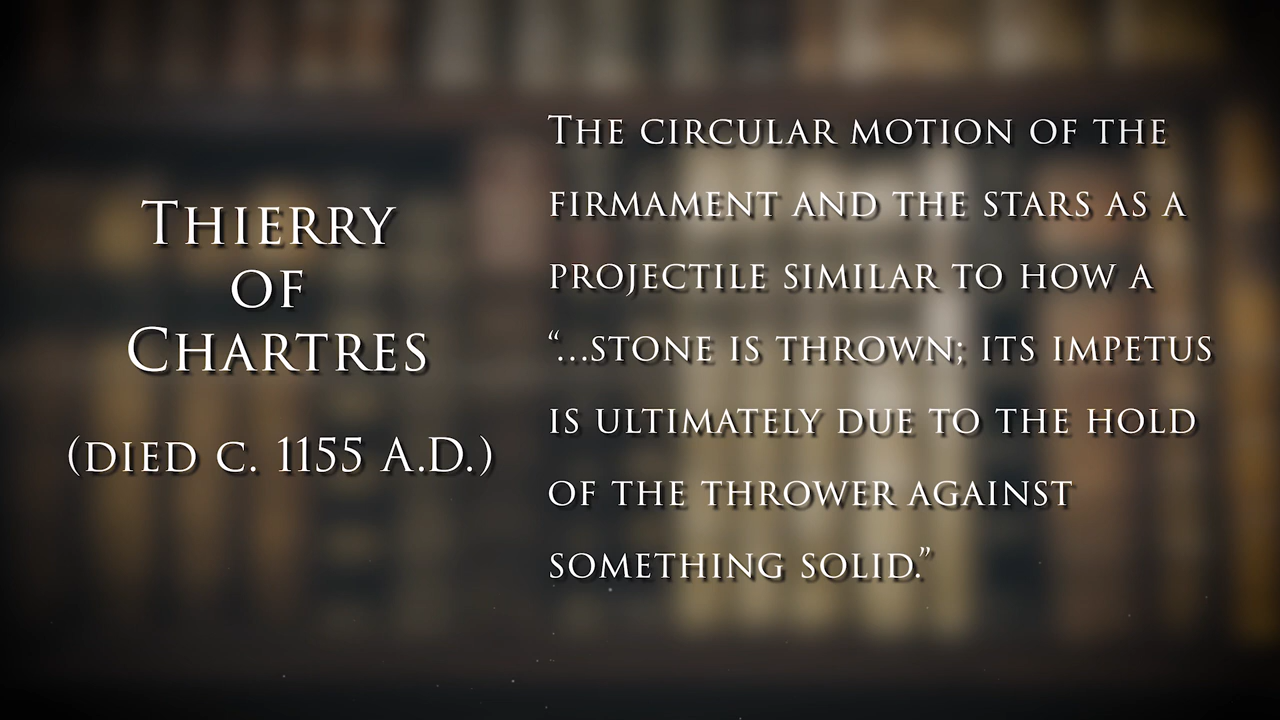 Thierry
of
Chartres
(died c. 1155 A.D.)
The circular motion of the
firmament and the stars as a
projectile similar to how a
“...stone is thrown; its impetus
is ultimately due to the hold
of the thrower against
something solid.”